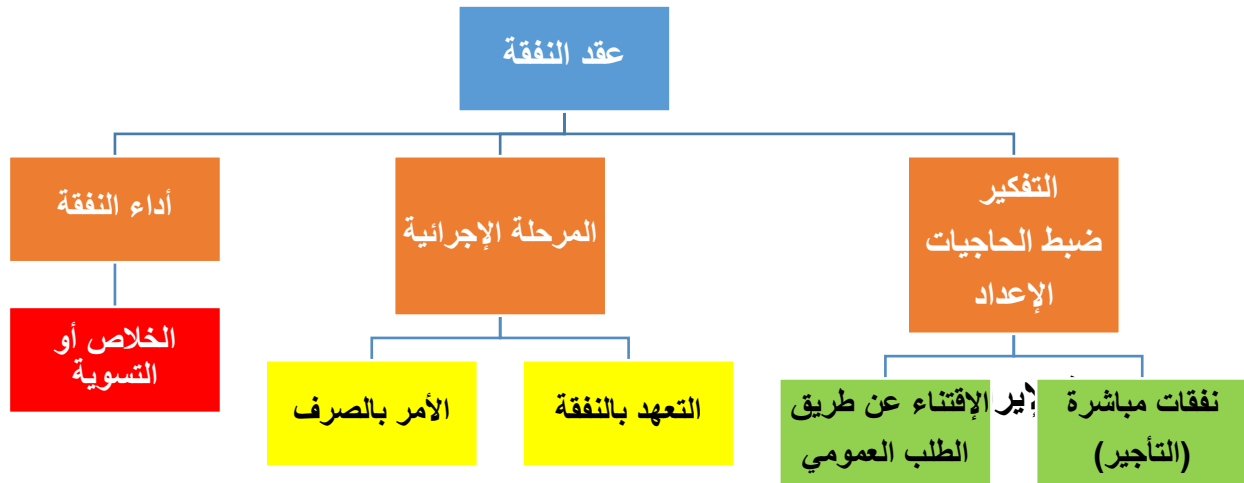 عقد النفقة
التفكير
ضبط الحاجيات
الإعداد
المرحلة الإجرائية
أداء النفقة
نفقات مباشرة
(التأجير)
الإقتناء عن طريق
الطلب العمومي
التعهد بالنفقة
الأمر بالصرف
الخلاص أو
التسوية